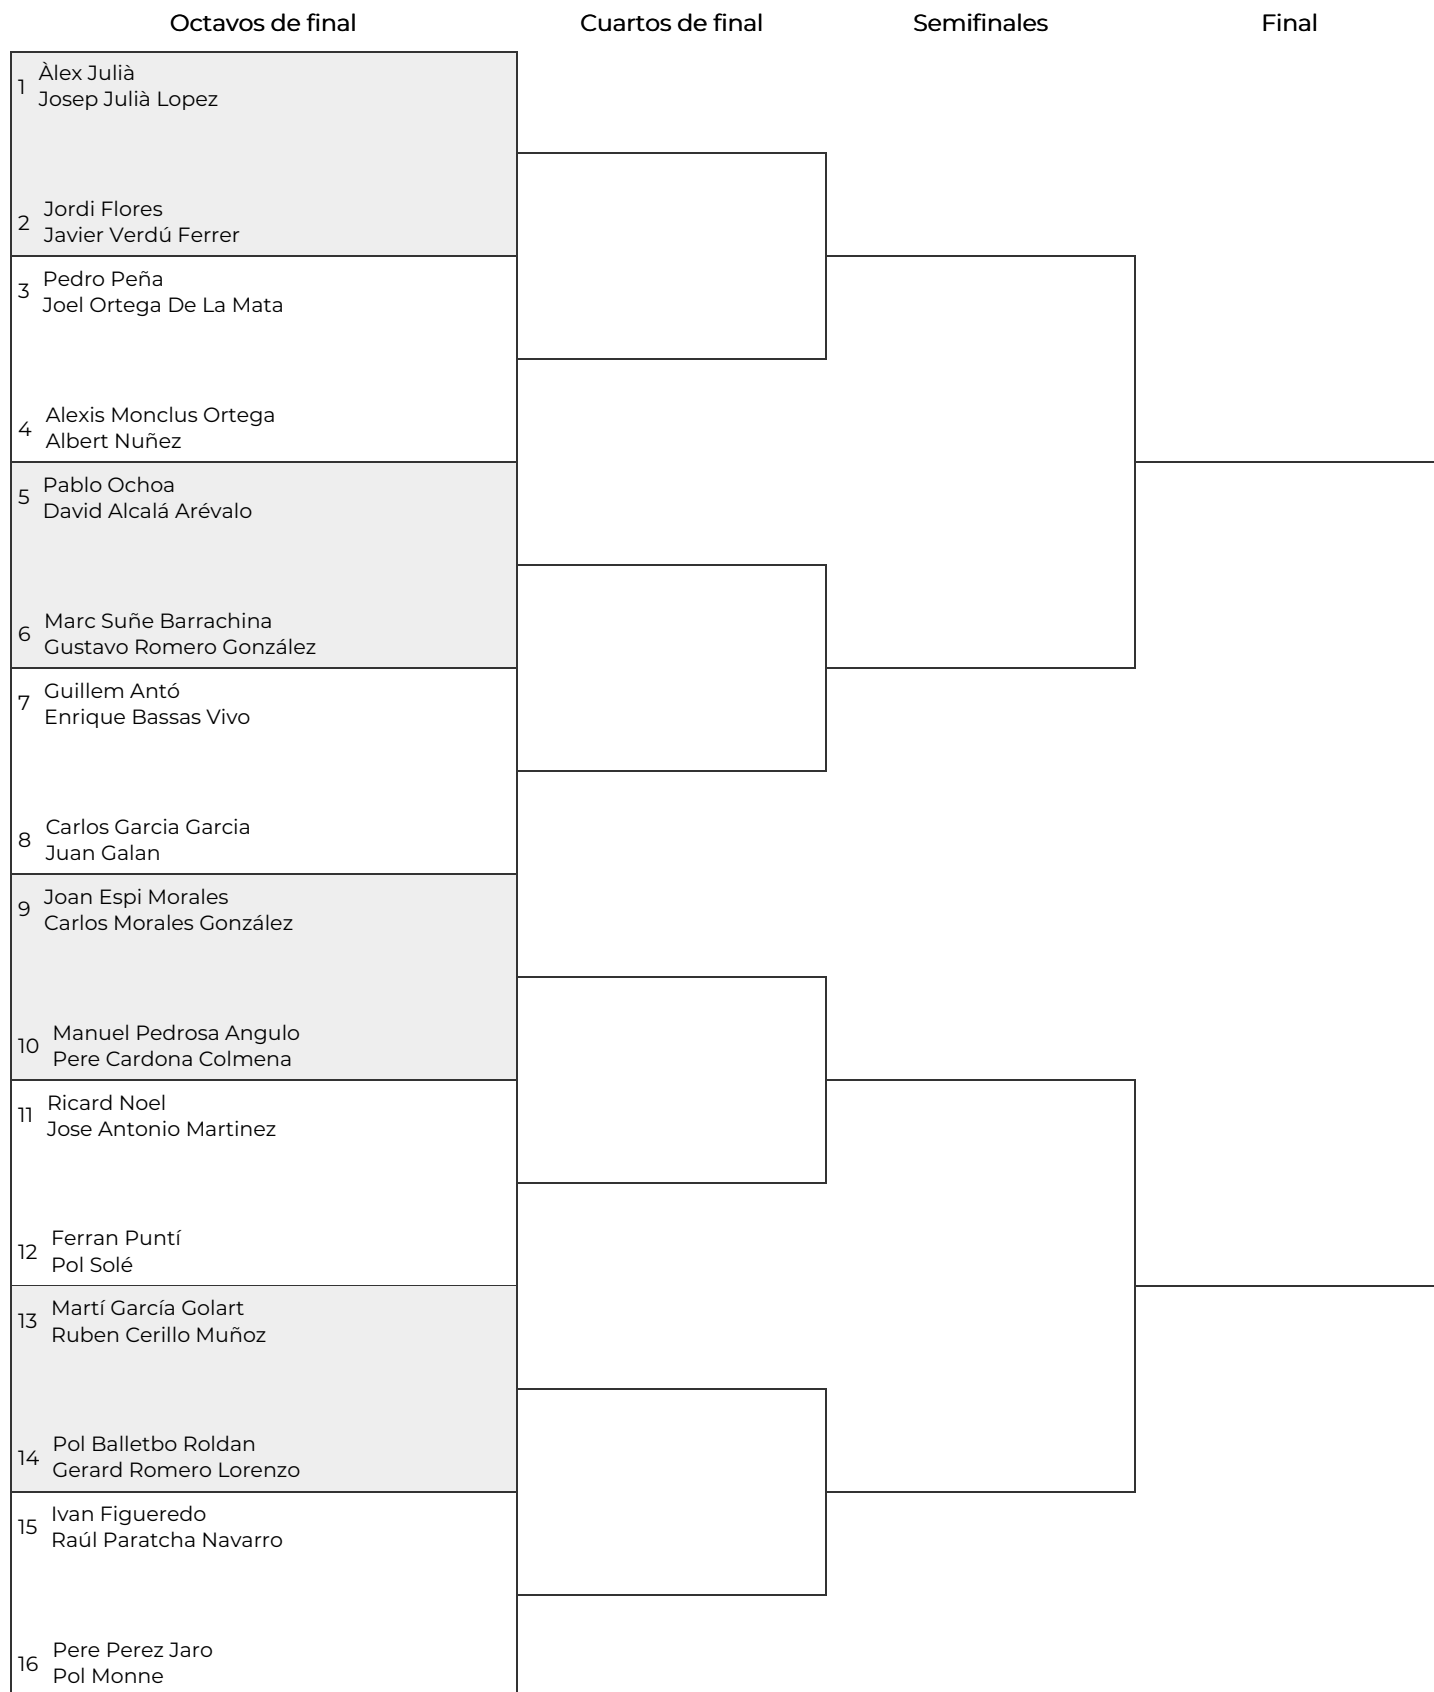 Octavos de final
Cuartos de final
Semifinales
Final
1
Àlex Julià
Josep Julià Lopez
2
Jordi Flores
Javier Verdú Ferrer
3
Pedro Peña
Joel Ortega De La Mata
4
Alexis Monclus Ortega
Albert Nuñez
5
Pablo Ochoa
David Alcalá Arévalo
6
Marc Suñe Barrachina
Gustavo Romero González
7
Guillem Antó
Enrique Bassas Vivo
8
Carlos Garcia Garcia
Juan Galan
9
Joan Espi Morales
Carlos Morales González
10
Manuel Pedrosa Angulo
Pere Cardona Colmena
11
Ricard Noel
Jose Antonio Martinez
12
Ferran Puntí
Pol Solé
13
Martí García Golart
Ruben Cerillo Muñoz
14
Pol Balletbo Roldan
Gerard Romero Lorenzo
15
Ivan Figueredo
Raúl Paratcha Navarro
16
Pere Perez Jaro
Pol Monne